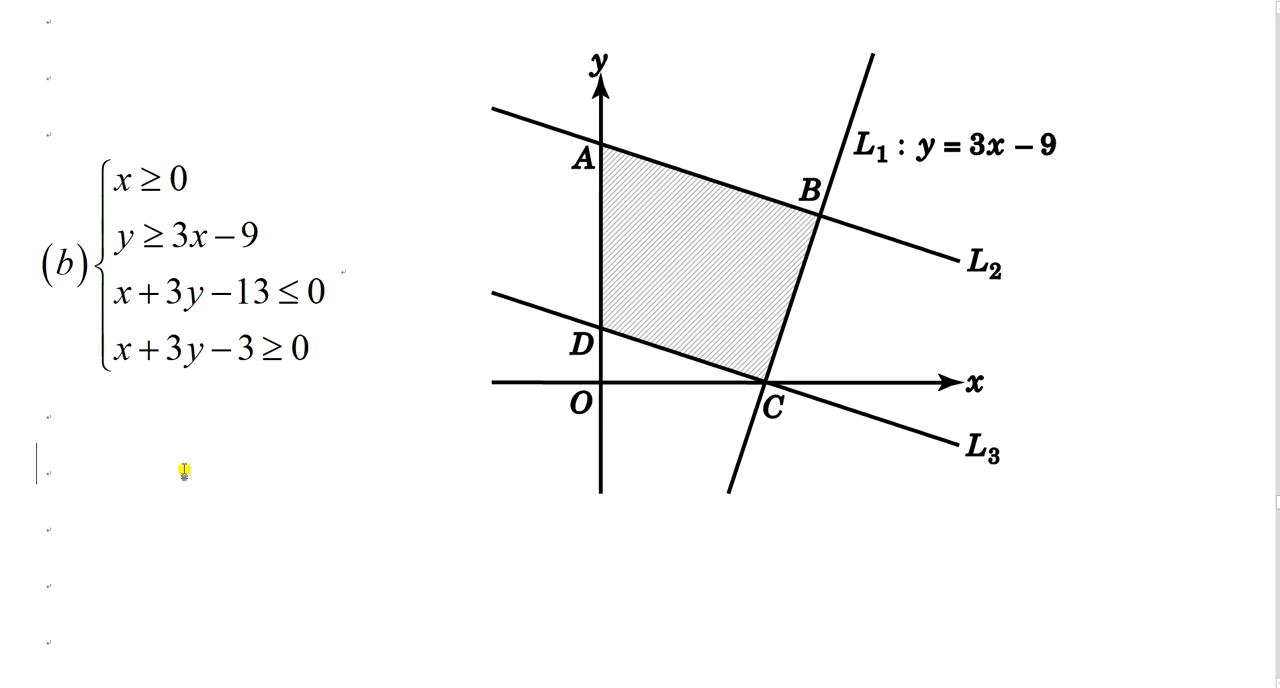 (b)
x ≥ 0
y ≥ 3x − 9
x + 3y − 13 ≤ 0
x + 3y − 3 ≥ 0
y
L₁ : y = 3x − 9
A
B
L₂
D
x
O
C
L₃